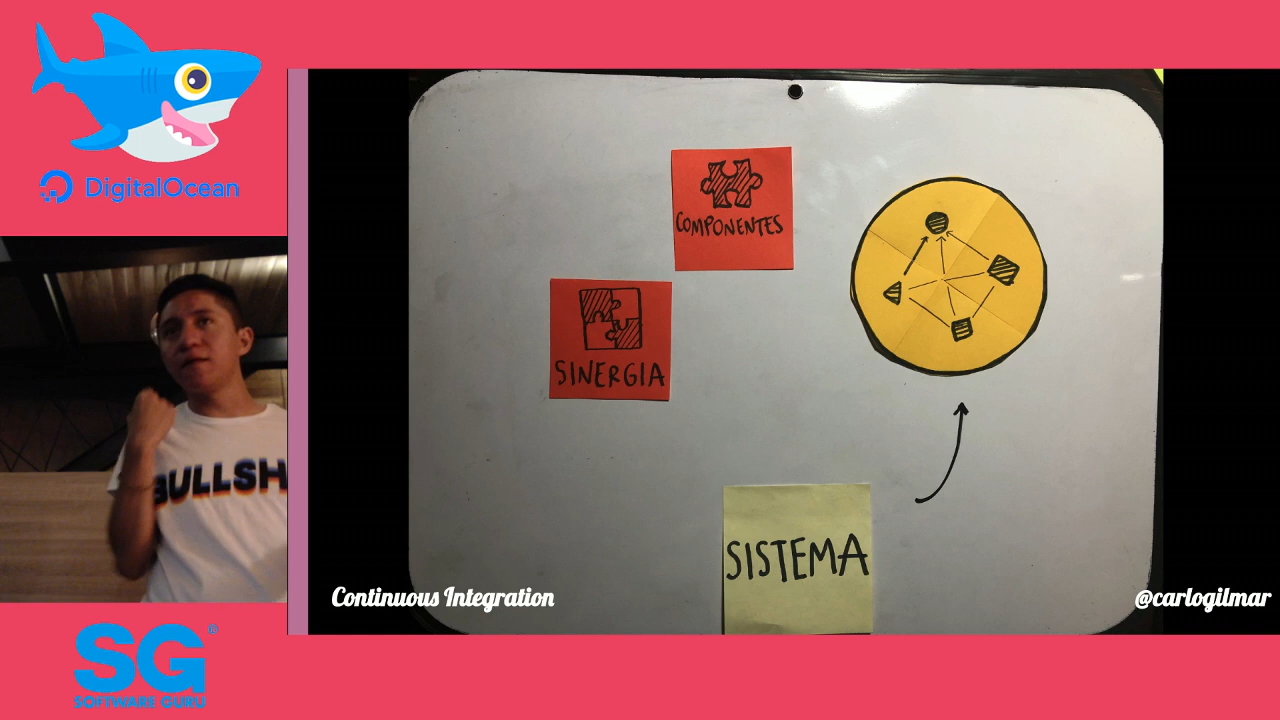 DigitalOcean
BULLSH
COMPONENTES
SINERGIA
SISTEMA
Continuous Integration
@carlogilmar
SG
SOFTWARE GURU